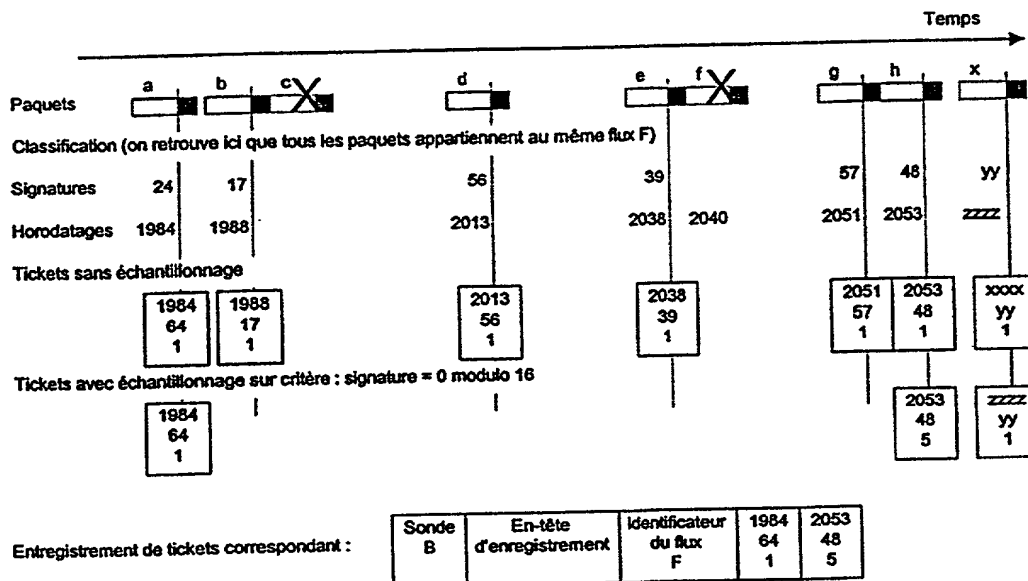 Temps
a b c d e f g h x
Paquets
Classification (on retrouve ici que tous les paquets appartiennent au même flux F)
Signatures 24 17 56 39 57 48 yy
Horodatages 1984 1988 2013 2038 2040 2051 2053 zzzz
Tickets sans échantillonnage
1984 1988 2013 2038 2051 2053 xxxx
64 17 56 39 57 48 yy
1 1 1 1 1 1 1
Tickets avec échantillonnage sur critère : signature = 0 modulo 16
1984 2053 zzzz
64 48 yy
1 5 1
Sonde En-tête Identificateur 1984 2053
Entregistrement de tickets correspondant : B d'enregistrement du flux 64 48
F 1 5